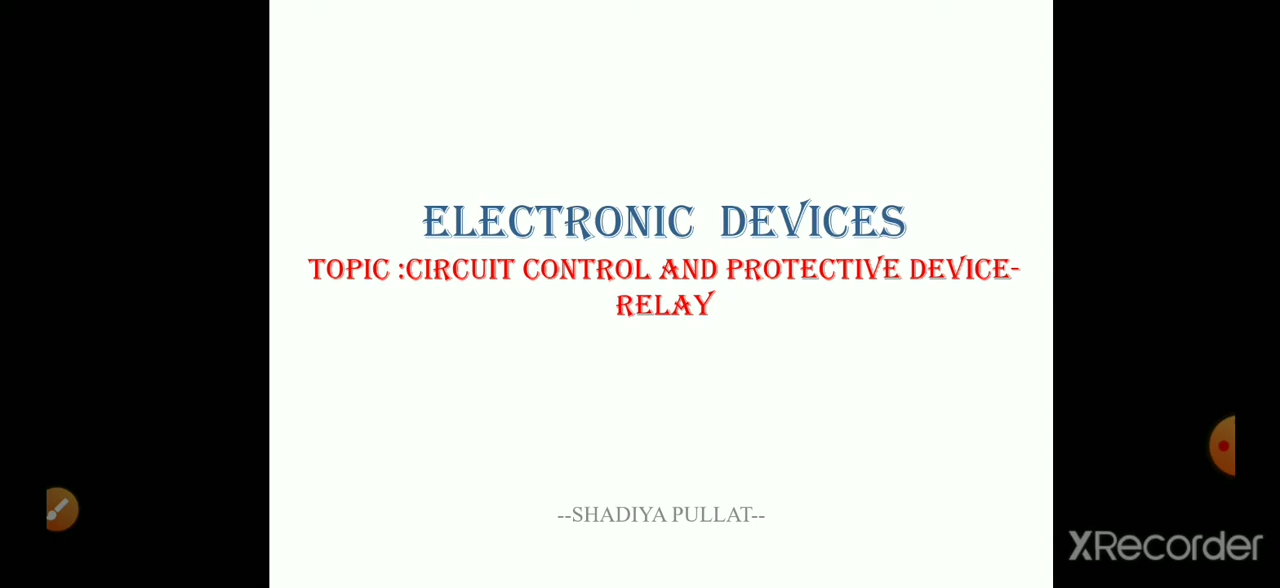 ELECTRONIC DEVICES
TOPIC :CIRCUIT CONTROL AND PROTECTIVE DEVICE-
RELAY
--SHADIYA PULLAT--
XRecorder